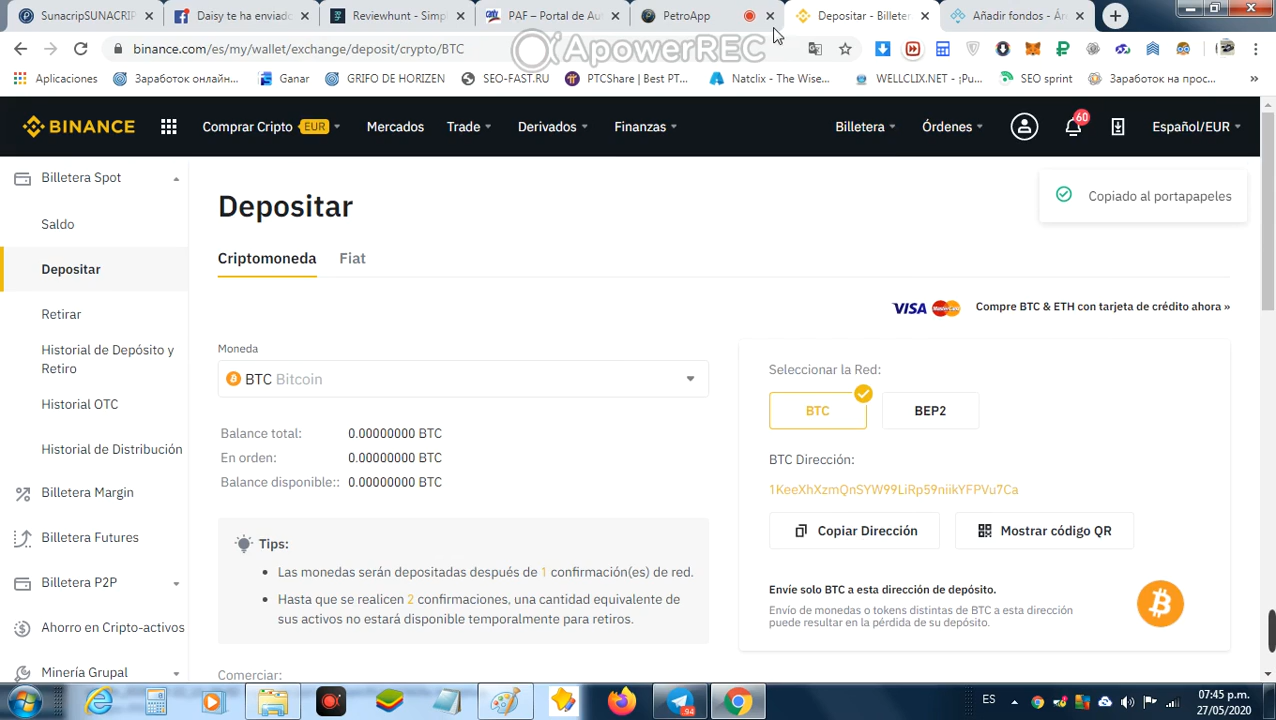 SunacripSUNACRIP
Daisy te ha enviado
Reviewhunt - Simp
PAF – Portal de Au
PetroApp
Depositar - Billeter
Añadir fondos - Án
binance.com/es/my/wallet/exchange/deposit/crypto/BTC
ApowerREC
Aplicaciones
Заработок онлайн...
Ganar
GRIFO DE HORIZEN
SEO-FAST.RU
PTCShare | Best PT...
Natclix - The Wise...
WELLCLIX.NET - ¡Pu...
SEO sprint
Заработок на прос...
»
BINANCE
Comprar Cripto EUR
Mercados
Trade
Derivados
Finanzas
Billetera
Órdenes
60
Español/EUR
Billetera Spot
Saldo
Depositar
Retirar
Historial de Depósito y
Retiro
Historial OTC
Historial de Distribución
Billetera Margin
Billetera Futures
Billetera P2P
Ahorro en Cripto-activos
Minería Grupal
Copiado al portapapeles
Depositar
Criptomoneda
Fiat
VISA
Compre BTC & ETH con tarjeta de crédito ahora »
Moneda
BTC Bitcoin
Balance total: 0.00000000 BTC
En orden: 0.00000000 BTC
Balance disponible:: 0.00000000 BTC
Tips:
Las monedas serán depositadas después de 1 confirmación(es) de red.
Hasta que se realicen 2 confirmaciones, una cantidad equivalente de
sus activos no estará disponible temporalmente para retiros.
Comerciar:
Seleccionar la Red:
BTC
BEP2
BTC Dirección:
1KeeXhXzmQnSYW99LiRp59niikYFPVu7Ca
Copiar Dirección
Mostrar código QR
Envíe solo BTC a esta dirección de depósito.
Envío de monedas o tokens distintas de BTC a esta dirección
puede resultar en la pérdida de su depósito.
94
ES
07:45 p.m.
27/05/2020